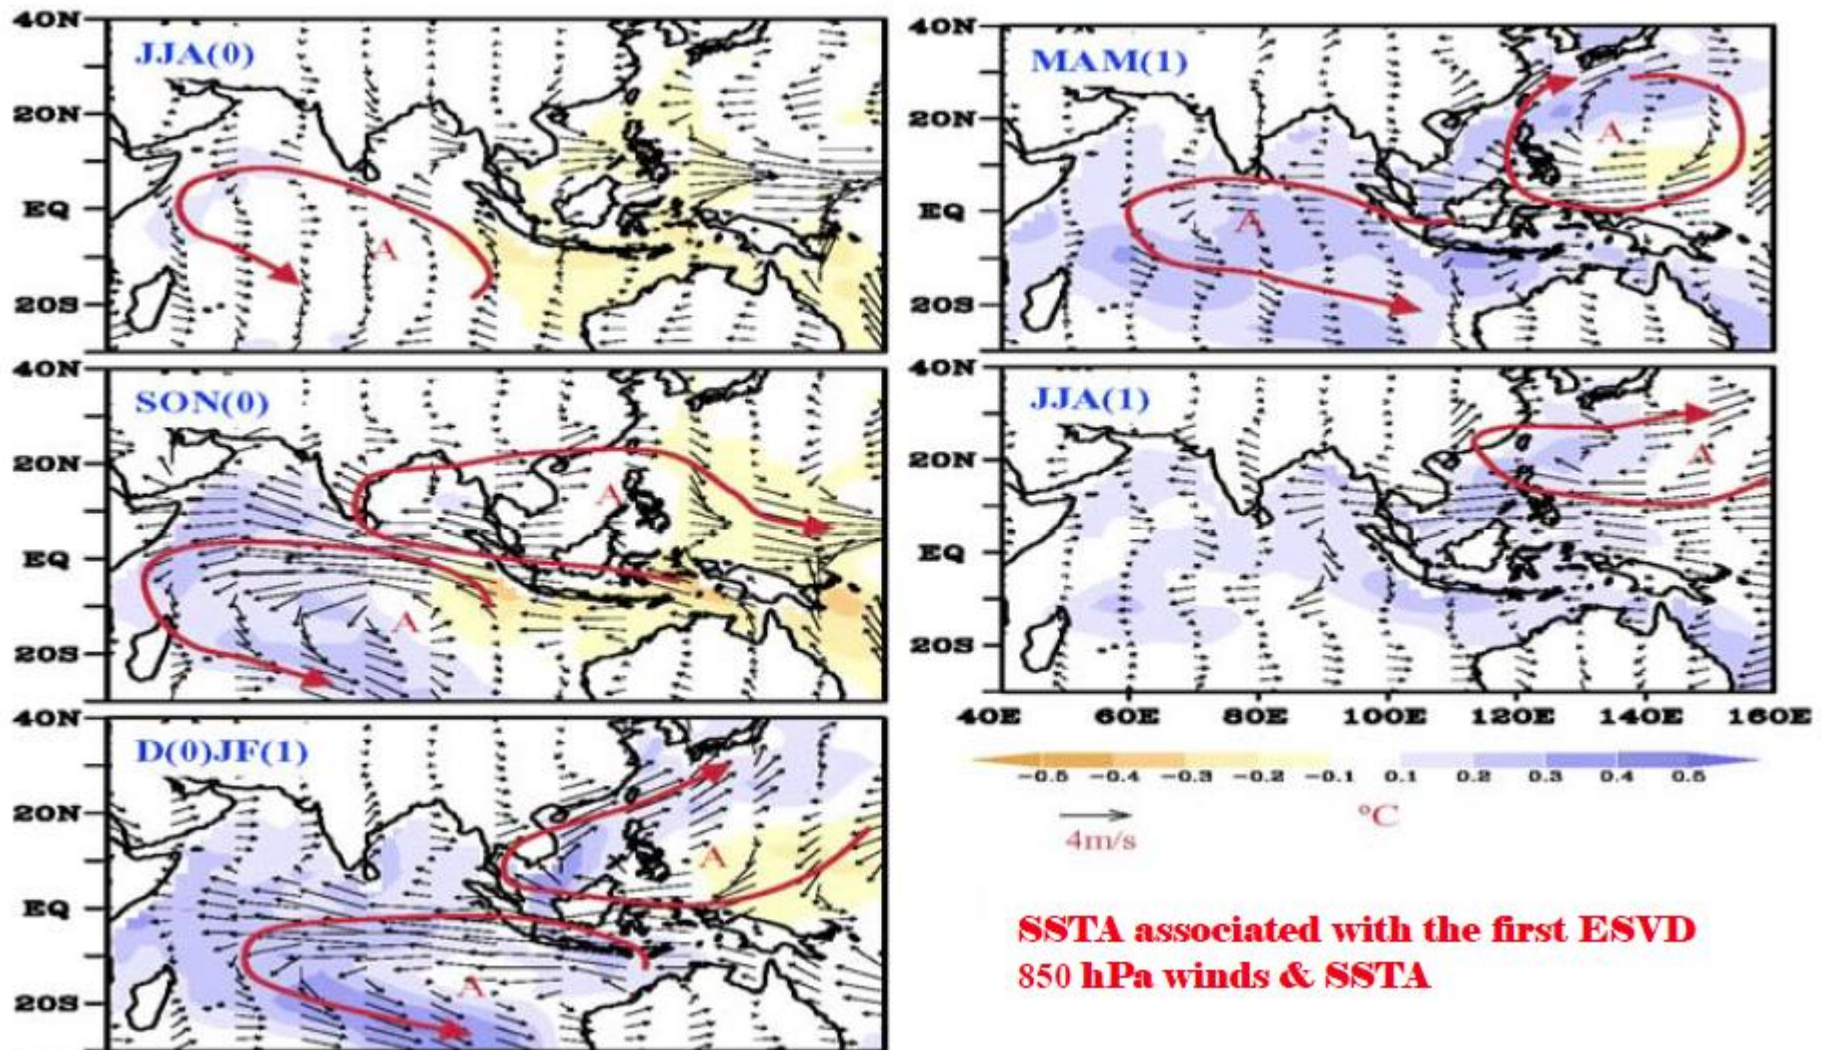 40N
JJA(0)
20N
EQ
20S
A
40N
SON(0)
20N
EQ
20S
A
A
40N
D(0)JF(1)
20N
EQ
20S
A
A
40N
MAM(1)
20N
EQ
20S
A
A
40N
JJA(1)
20N
EQ
20S
A
40E 60E 80E 100E 120E 140E 160E
-0.5 -0.4 -0.3 -0.2 -0.1 0.1 0.2 0.3 0.4 0.5
°C
4m/s
SSTA associated with the first ESVD
850 hPa winds & SSTA